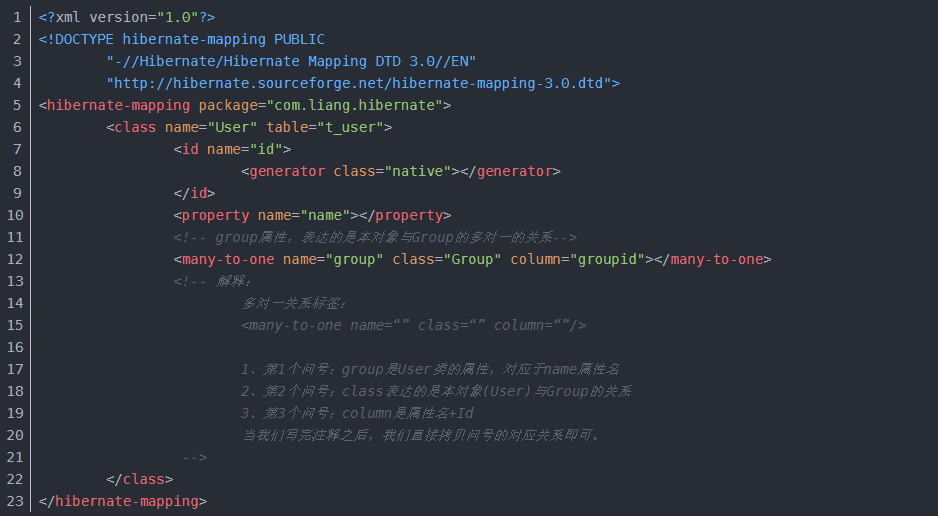 1 <?xml version="1.0"?>
2 <!DOCTYPE hibernate-mapping PUBLIC
3 "-//Hibernate/Hibernate Mapping DTD 3.0//EN"
4 "http://hibernate.sourceforge.net/hibernate-mapping-3.0.dtd">
5 <hibernate-mapping package="com.liang.hibernate">
6 <class name="User" table="t_user">
7 <id name="id">
8 <generator class="native"></generator>
9 </id>
10 <property name="name"></property>
11 <!-- group属性，表达的是本对象与Group的多对一的关系-->
12 <many-to-one name="group" class="Group" column="groupid"></many-to-one>
13 <!-- 解释：
14 多对一关系标签：
15 <many-to-one name=“” class=“” column=“”/>
16
17 1、第1个问号：group是User类的属性，对应于name属性名
18 2、第2个问号：class表达的是本对象(User)与Group的关系
19 3、第3个问号：column是属性名+Id
20 当我们写完注释之后，我们直接拷贝问号的对应关系即可。
21 -->
22 </class>
23 </hibernate-mapping>